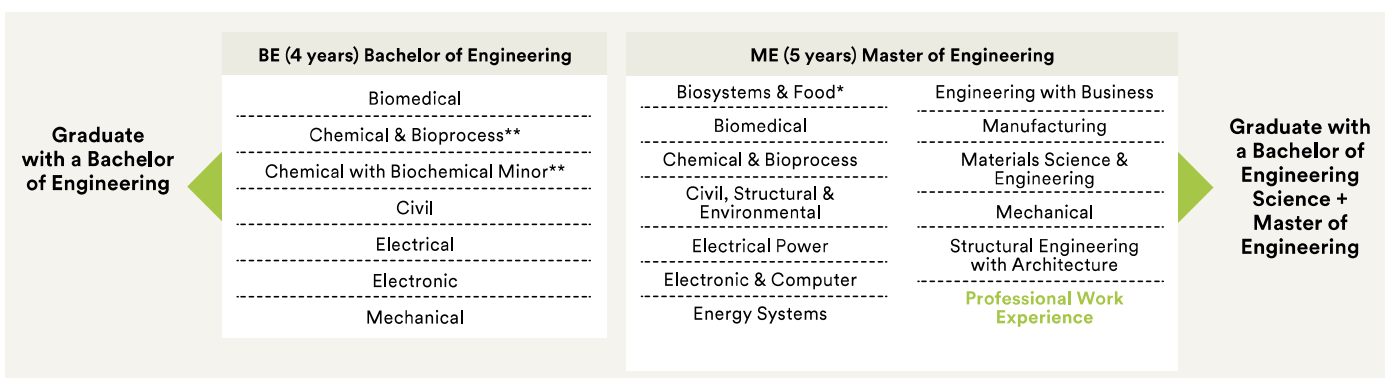 Graduate
with a Bachelor
of Engineering
BE (4 years) Bachelor of Engineering
Biomedical
Chemical & Bioprocess**
Chemical with Biochemical Minor**
Civil
Electrical
Electronic
Mechanical
ME (5 years) Master of Engineering
Biosystems & Food*
Biomedical
Chemical & Bioprocess
Civil, Structural &
Environmental
Electrical Power
Electronic & Computer
Energy Systems
Engineering with Business
Manufacturing
Materials Science &
Engineering
Mechanical
Structural Engineering
with Architecture
Professional Work
Experience
Graduate with
a Bachelor of
Engineering
Science +
Master of
Engineering